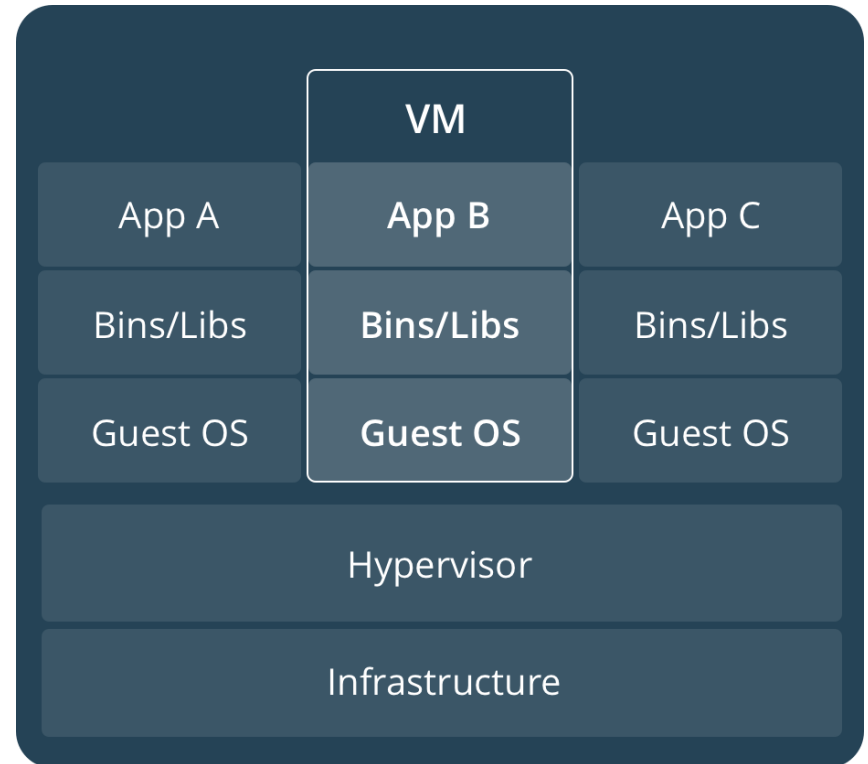 VM
App A
App B
App C
Bins/Libs
Bins/Libs
Bins/Libs
Guest OS
Guest OS
Guest OS
Hypervisor
Infrastructure